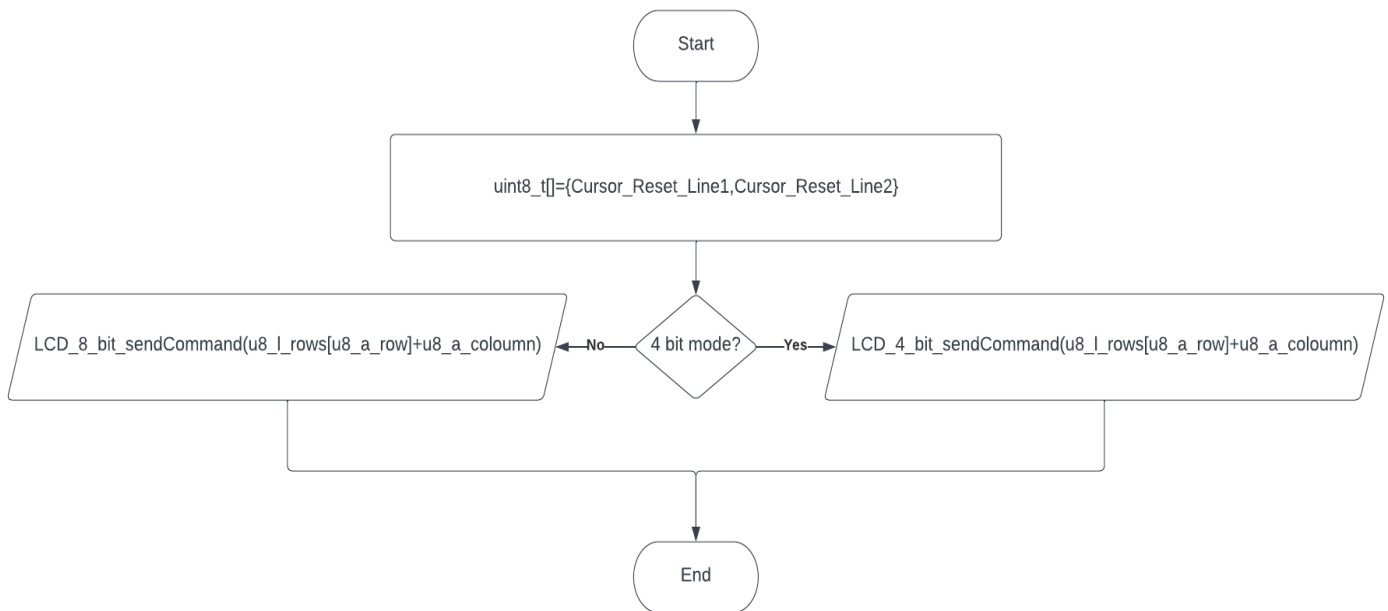 Start
uint8_t[]={Cursor_Reset_Line1,Cursor_Reset_Line2}
LCD_8_bit_sendCommand(u8_l_rows[u8_a_row]+u8_a_coloumn)
No
4 bit mode?
Yes
LCD_4_bit_sendCommand(u8_l_rows[u8_a_row]+u8_a_coloumn)
End